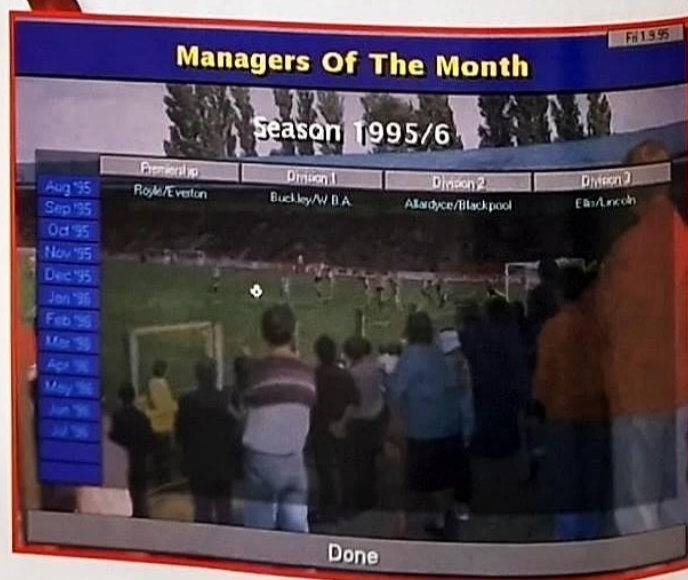 Fri 1.9.95
Managers Of The Month
Season 1995/6
Premiership Division 1 Division 2 Division 3
Aug '95 Royle/Everton Buckley/W.B.A. Allardyce/Blackpool Ellis/Lincoln
Sep '95
Oct '95
Nov '95
Dec '95
Jan '96
Feb '96
Mar '96
Apr '96
May '96
Jun '96
Jul '96
Done